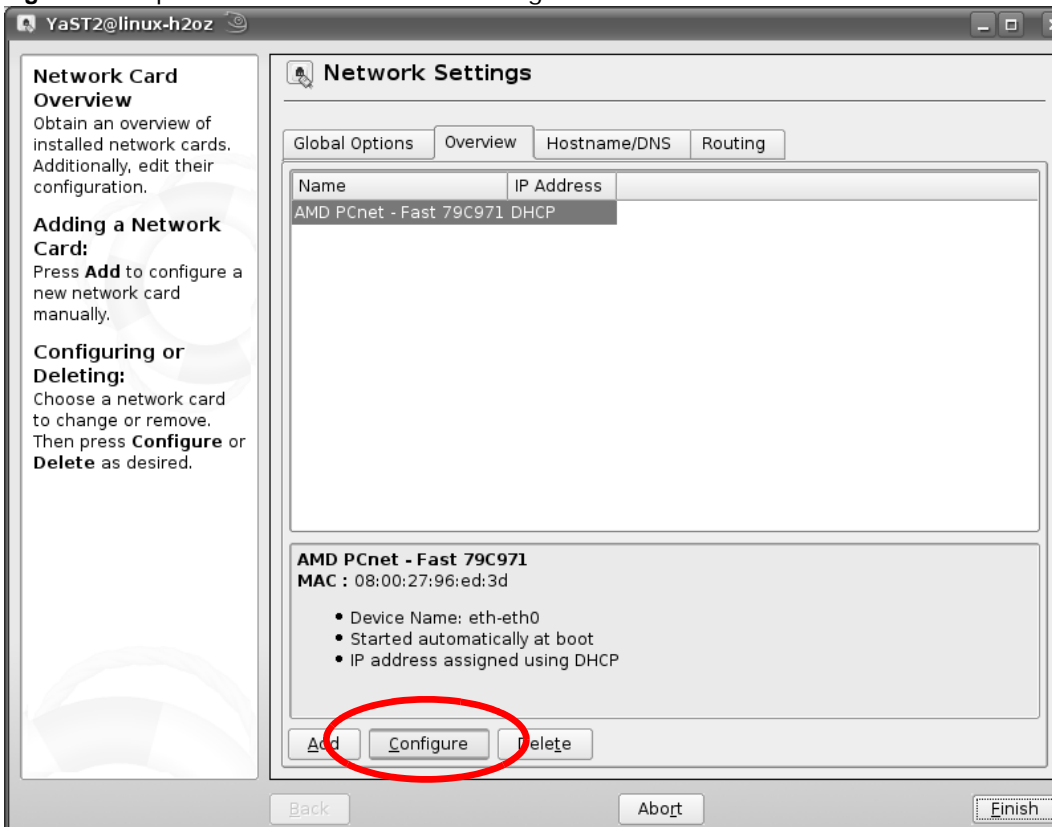 YaST2@linux-h2oz
Network Card
Overview
Obtain an overview of
installed network cards.
Additionally, edit their
configuration.
Adding a Network
Card:
Press Add to configure a
new network card
manually.
Configuring or
Deleting:
Choose a network card
to change or remove.
Then press Configure or
Delete as desired.
Network Settings
Global Options Overview Hostname/DNS Routing
Name IP Address
AMD PCnet - Fast 79C971 DHCP
AMD PCnet - Fast 79C971
MAC : 08:00:27:96:ed:3d
• Device Name: eth-eth0
• Started automatically at boot
• IP address assigned using DHCP
Add Configure Delete
Back Abort Finish